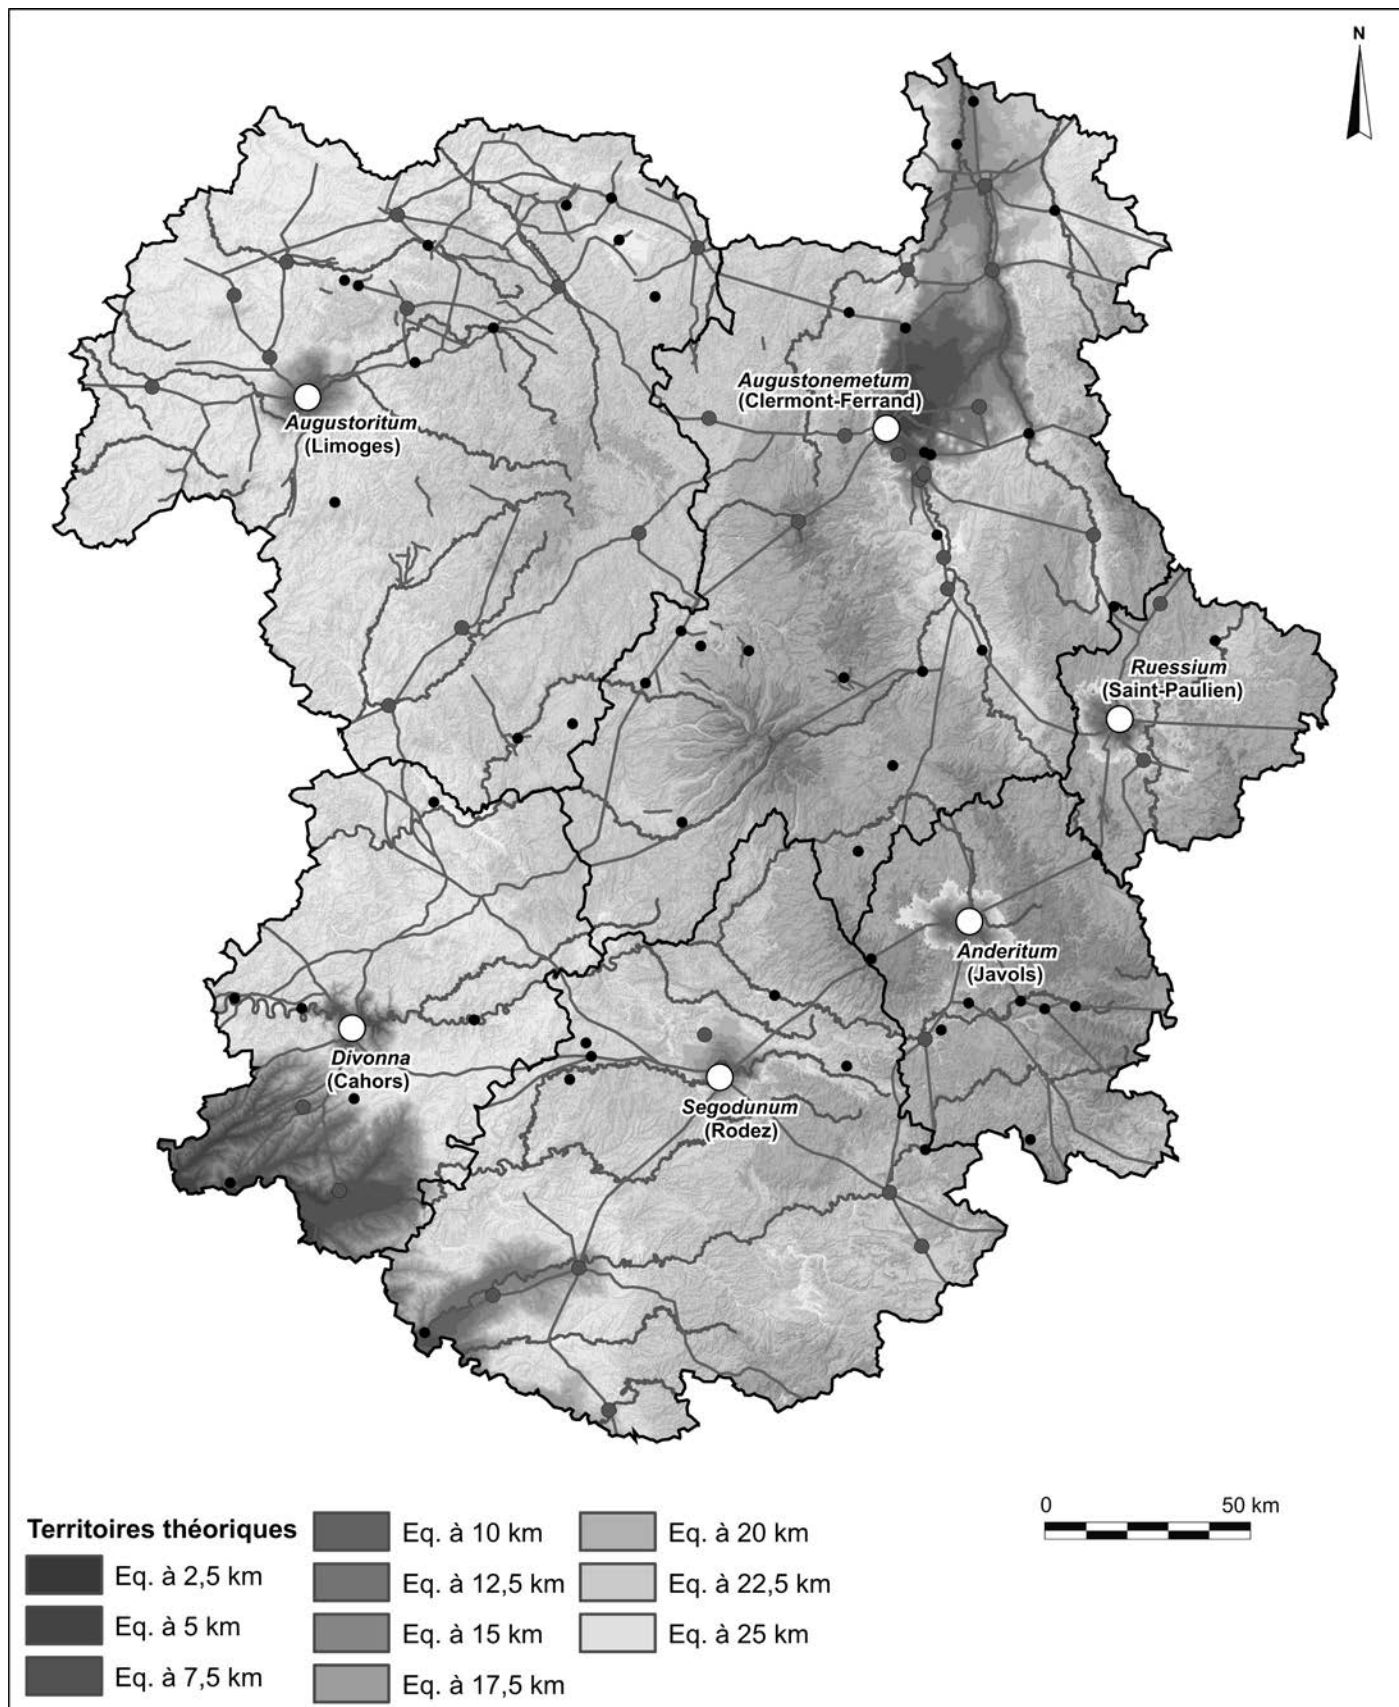 N
Augustonemetum
(Clermont-Ferrand)
Augustoritum
(Limoges)
Ruessium
(Saint-Paulien)
Anderitum
(Javols)
Divonna
(Cahors)
Segodunum
(Rodez)
0 50 km
Territoires théoriques
Eq. à 2,5 km
Eq. à 5 km
Eq. à 7,5 km
Eq. à 10 km
Eq. à 12,5 km
Eq. à 15 km
Eq. à 17,5 km
Eq. à 20 km
Eq. à 22,5 km
Eq. à 25 km